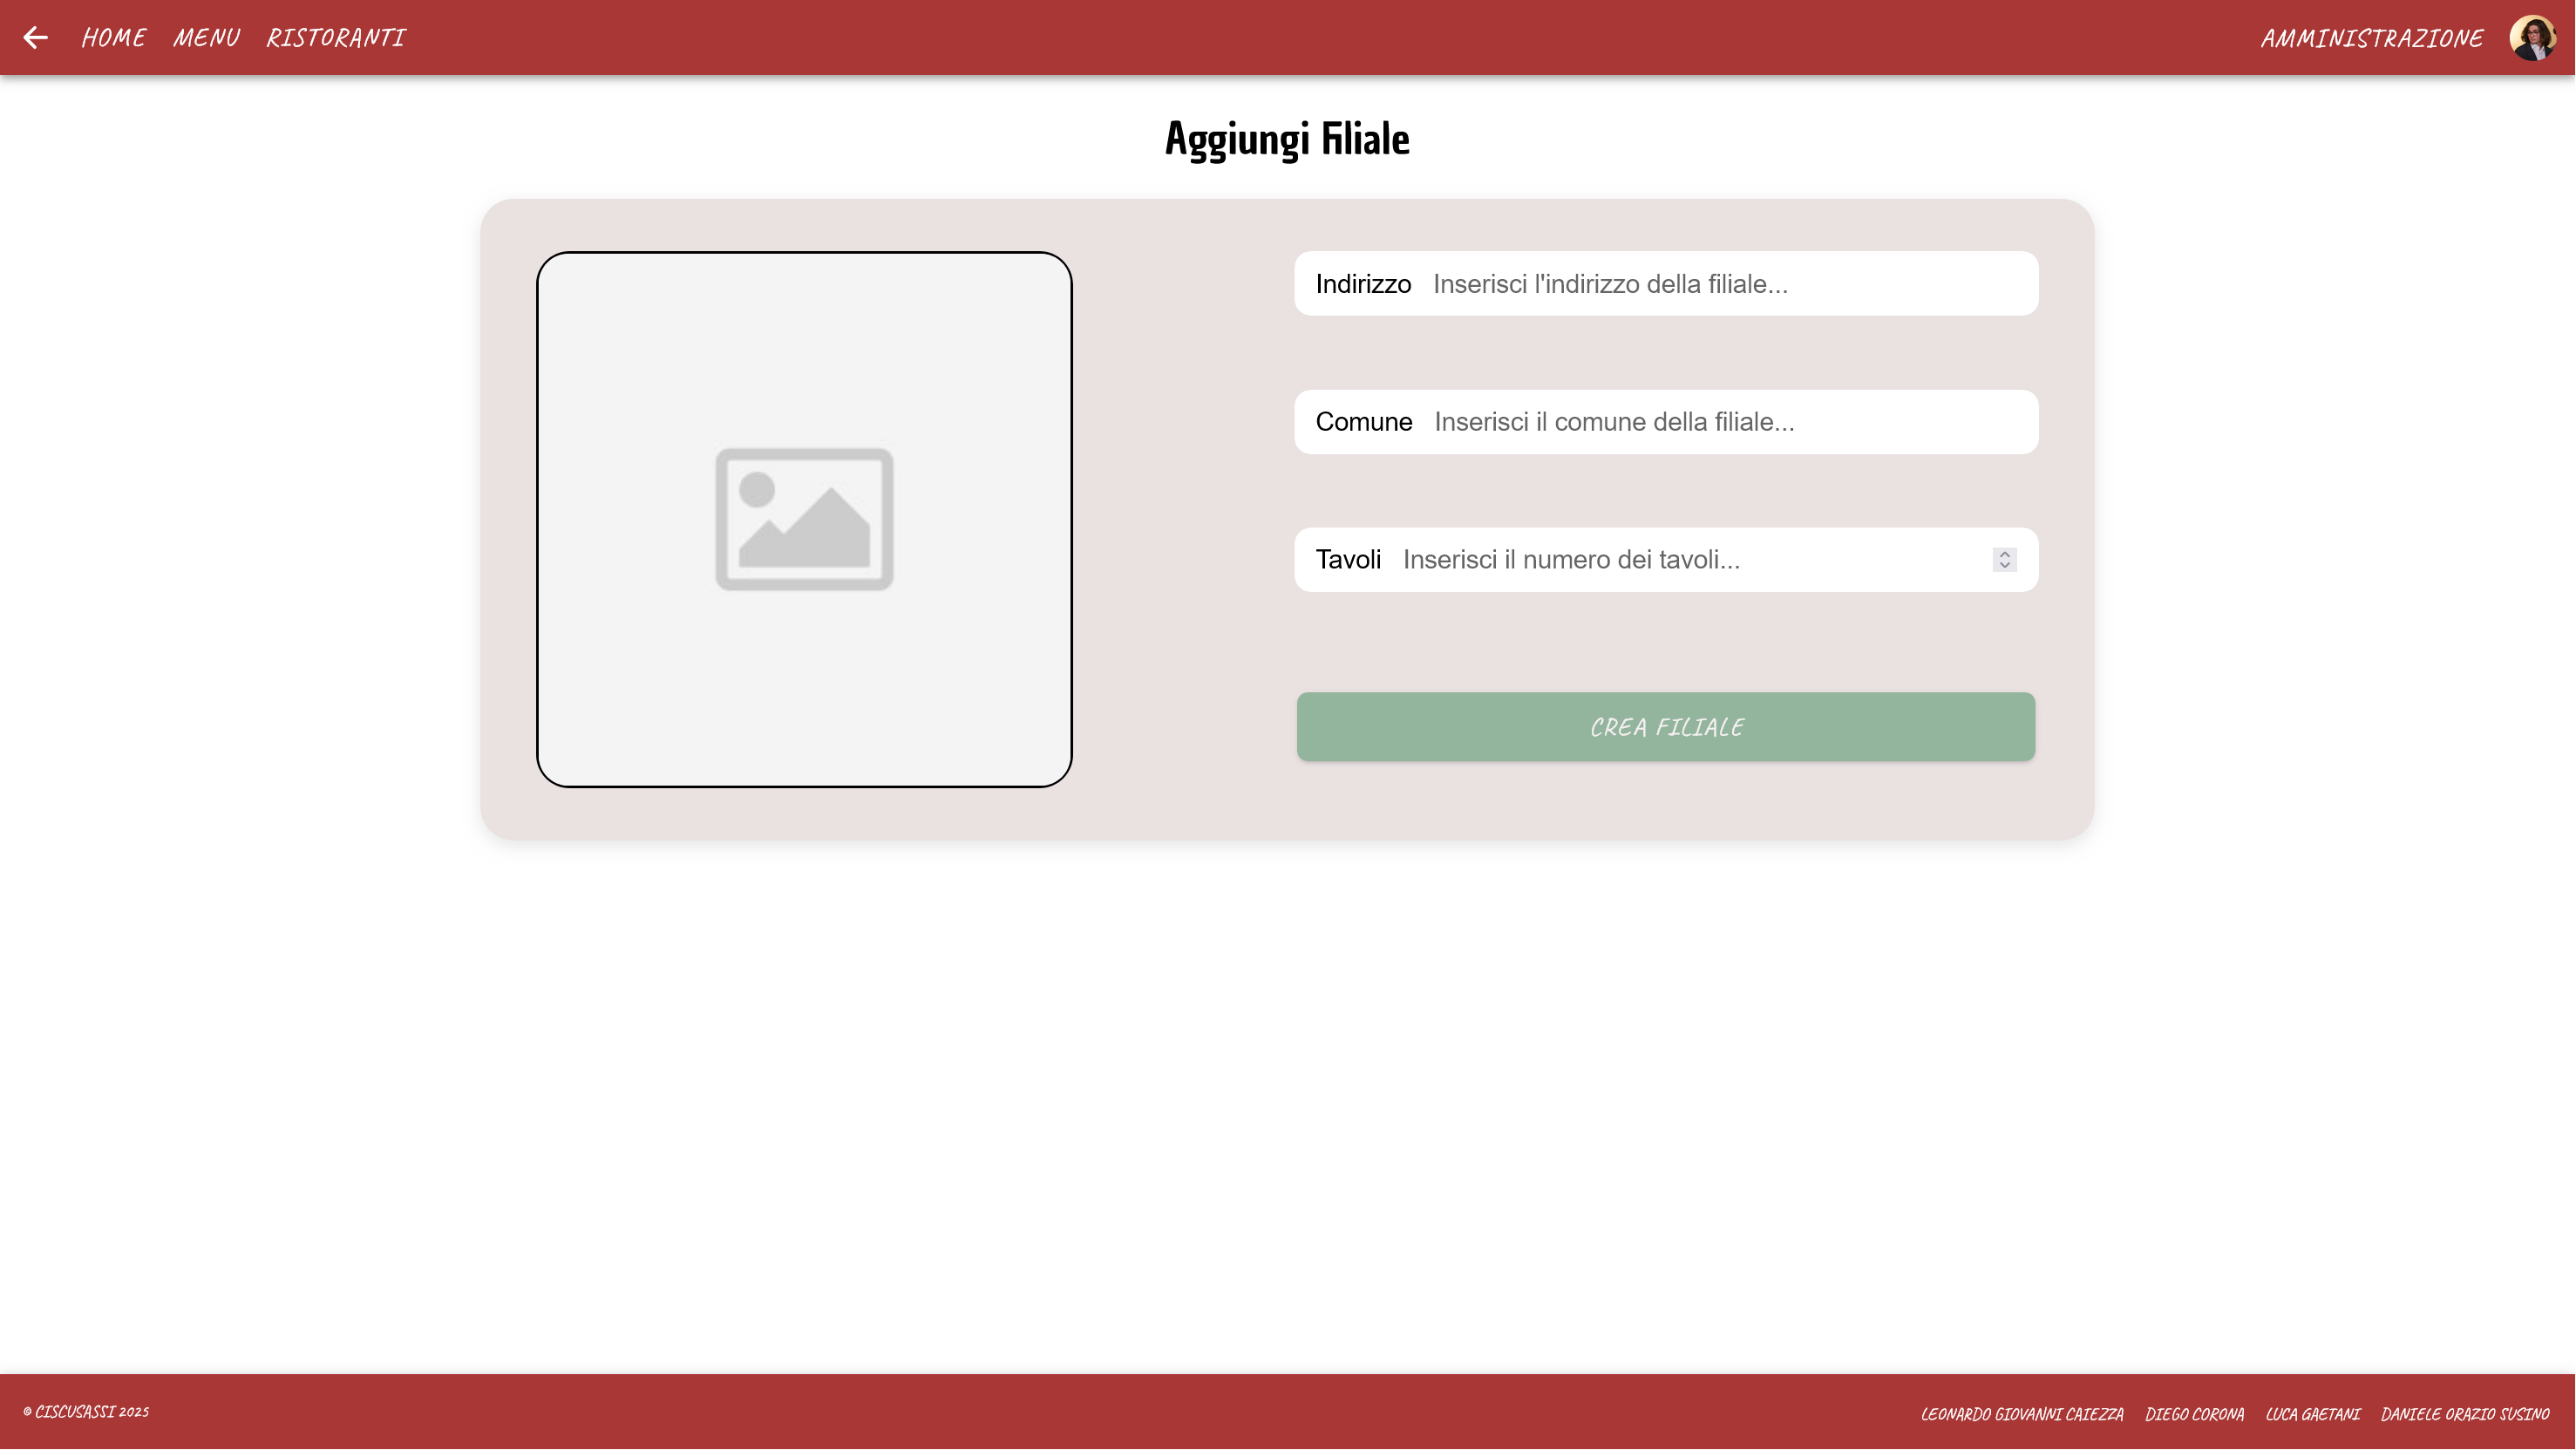 HOME MENU RISTORANTI AMMINISTRAZIONE
Aggiungi Filiale
Indirizzo Inserisci l'indirizzo della filiale...
Comune Inserisci il comune della filiale...
Tavoli Inserisci il numero dei tavoli...
CREA FILIALE
© CISCUSASSI 2025 LEONARDO GIOVANNI CAIEZZA DIEGO CORONA LUCA GAETANI DANIELE ORAZIO SUSINO